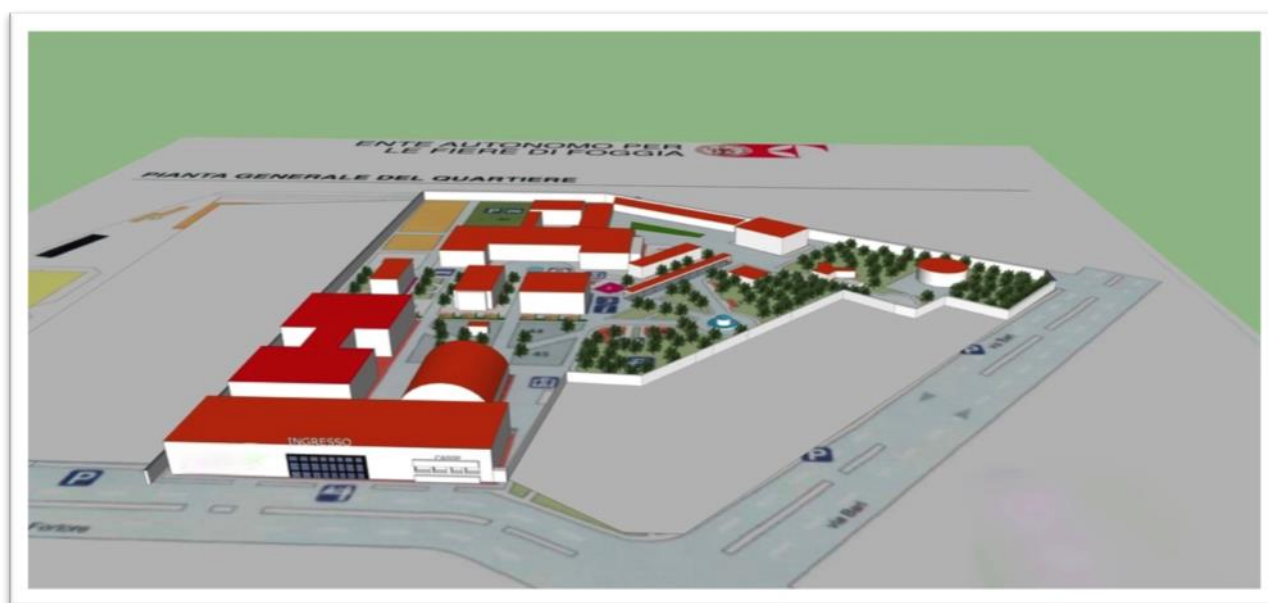 ENTE AUTONOMO PER
LE FIERE DI FOGGIA
PIANTA GENERALE DEL QUARTIERE
INGRESSO
P
P
Fortore
via Bari